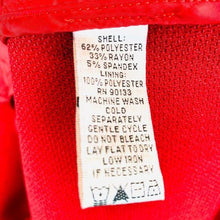 SHELL:
62% POLYESTER
33% RAYON
5% SPANDEX
LINING:
100% POLYESTER
RN 90133
MACHINE WASH
COLD
SEPARATELY
GENTLE CYCLE
DO NOT BLEACH
LAY FLAT TO DRY
LOW IRON
IF NECESSARY